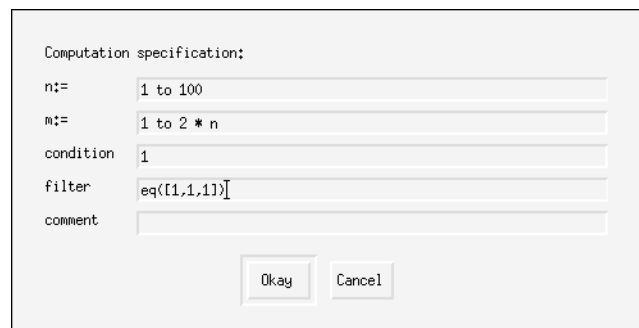 Computation specification:
n:= 1 to 100
m:= 1 to 2 * n
condition 1
filter eq([1,1,1])
comment
Okay Cancel